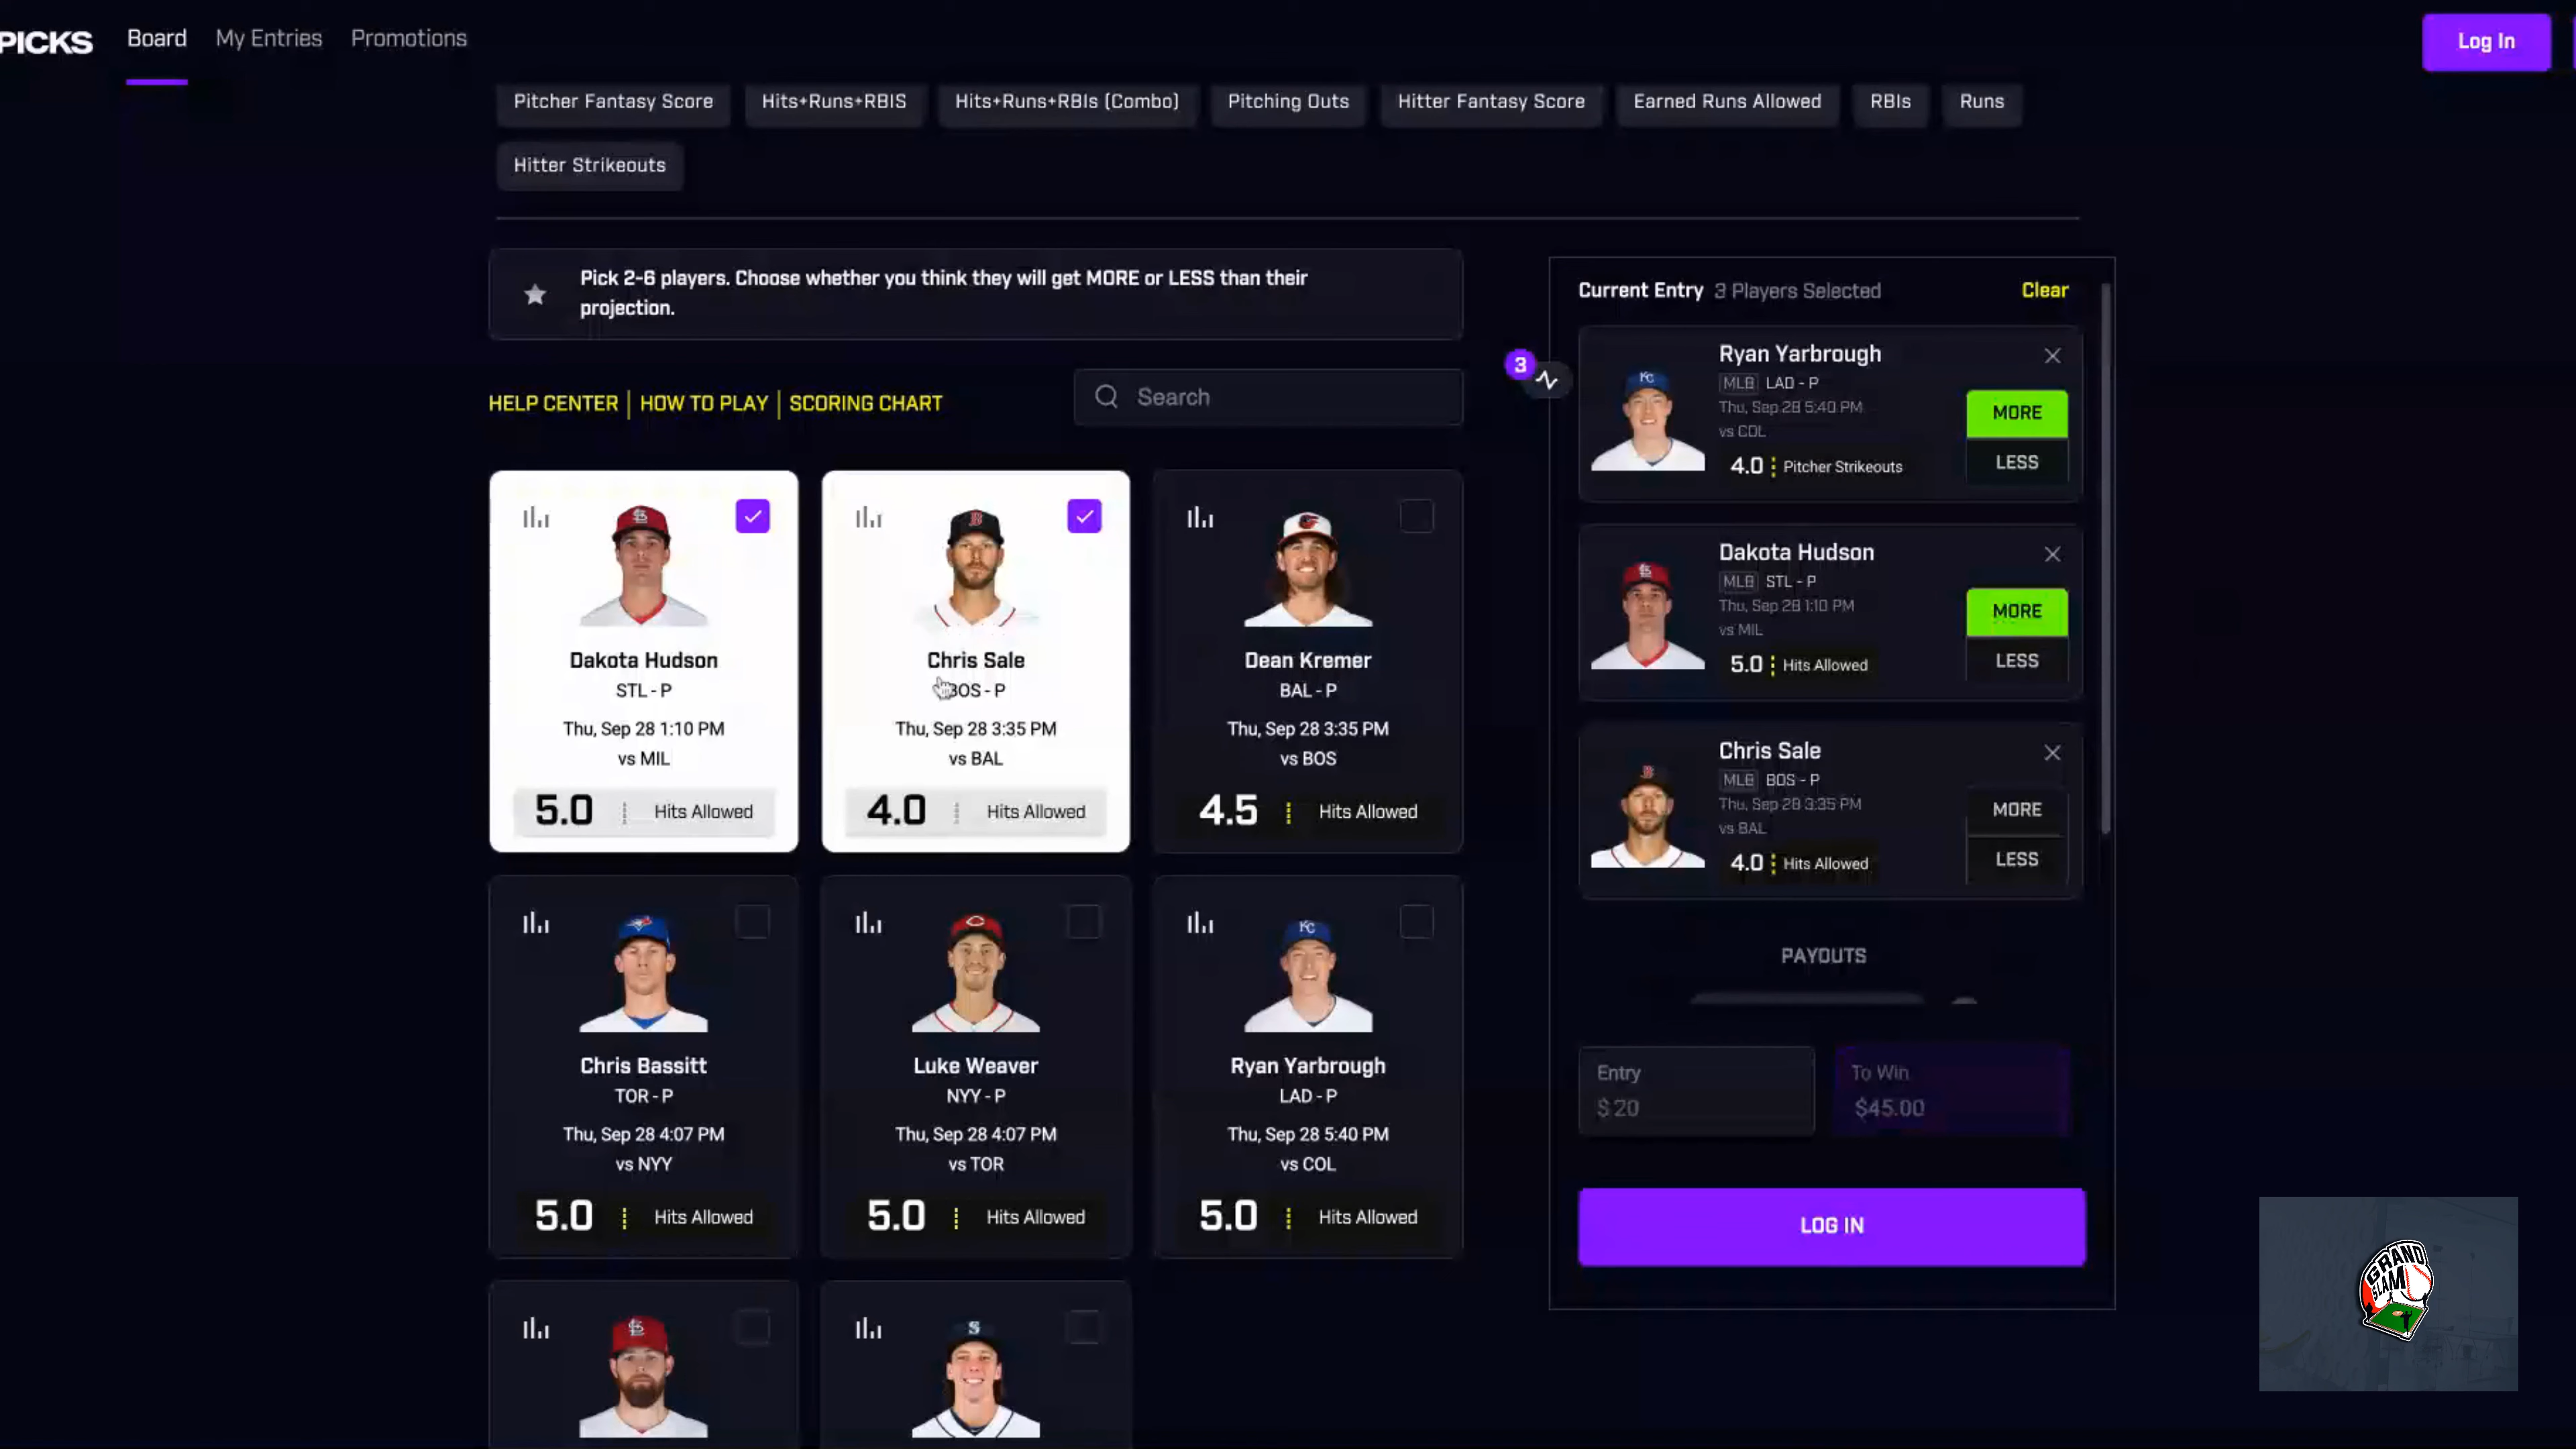 PICKS
Board
My Entries
Promotions
Log In
Pitcher Fantasy Score
Hits+Runs+RBIS
Hits+Runs+RBIs (Combo)
Pitching Outs
Hitter Fantasy Score
Earned Runs Allowed
RBIs
Runs
Hitter Strikeouts
Pick 2-6 players. Choose whether you think they will get MORE or LESS than their
projection.
HELP CENTER | HOW TO PLAY | SCORING CHART
Search
Dakota Hudson
STL - P
Thu, Sep 28 1:10 PM
vs MIL
5.0 Hits Allowed
Chris Sale
BOS - P
Thu, Sep 28 3:35 PM
vs BAL
4.0 Hits Allowed
Dean Kremer
BAL - P
Thu, Sep 28 3:35 PM
vs BOS
4.5 Hits Allowed
Chris Bassitt
TOR - P
Thu, Sep 28 4:07 PM
vs NYY
5.0 Hits Allowed
Luke Weaver
NYY - P
Thu, Sep 28 4:07 PM
vs TOR
5.0 Hits Allowed
Ryan Yarbrough
LAD - P
Thu, Sep 28 5:40 PM
vs COL
5.0 Hits Allowed
Current Entry 3 Players Selected
Clear
3
Ryan Yarbrough
MLB LAD - P
Thu, Sep 28 5:40 PM
vs COL
4.0 Pitcher Strikeouts
MORE
LESS
Dakota Hudson
MLB STL - P
Thu, Sep 28 1:10 PM
vs MIL
5.0 Hits Allowed
MORE
LESS
Chris Sale
MLB BOS - P
Thu, Sep 28 3:35 PM
vs BAL
4.0 Hits Allowed
MORE
LESS
PAYOUTS
Entry
$ 20
To Win
$45.00
LOG IN
GRAND
SLAM